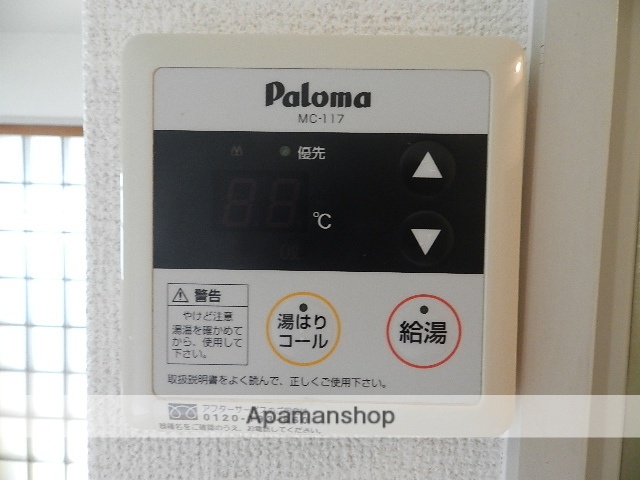 Paloma
MC-117
優先
℃
警告
やけど注意
湯温を確かめて
から、使用して
下さい。
湯はり
コール
給湯
取扱説明書をよく読んで、正しくご使用下さい。
0120-
Apamanshop